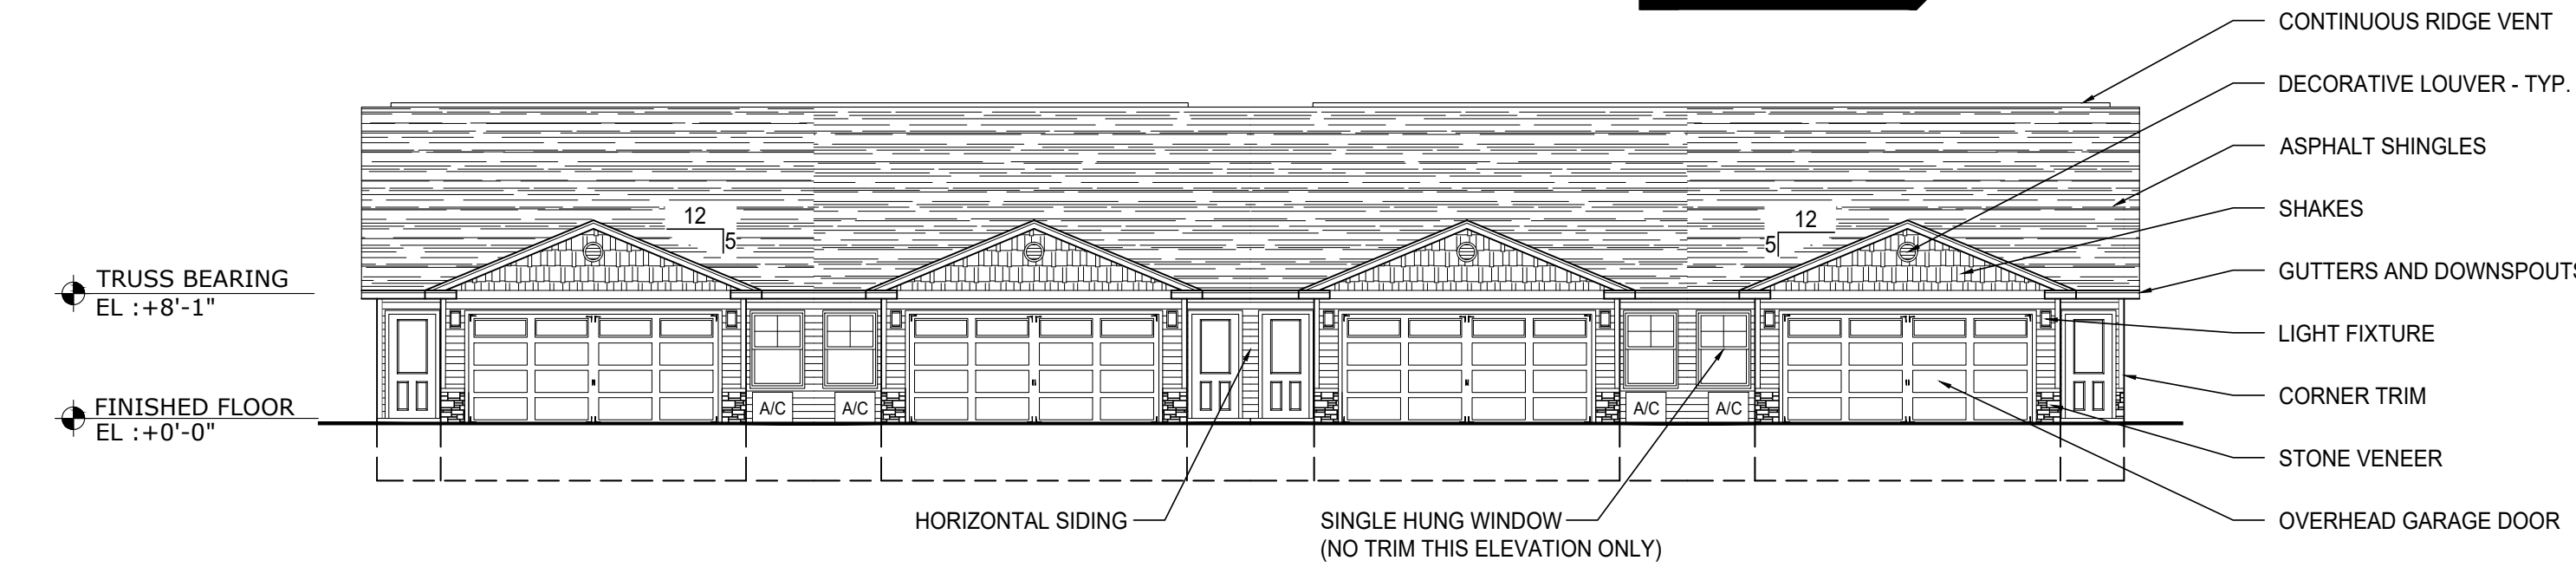 CONTINUOUS RIDGE VENT
DECORATIVE LOUVER - TYP.
ASPHALT SHINGLES
SHAKES
GUTTERS AND DOWNSPOUTS
LIGHT FIXTURE
CORNER TRIM
STONE VENEER
OVERHEAD GARAGE DOOR
12
5
12
5
TRUSS BEARING
EL :+8'-1"
FINISHED FLOOR
EL :+0'-0"
A/C
A/C
A/C
A/C
HORIZONTAL SIDING
SINGLE HUNG WINDOW
(NO TRIM THIS ELEVATION ONLY)